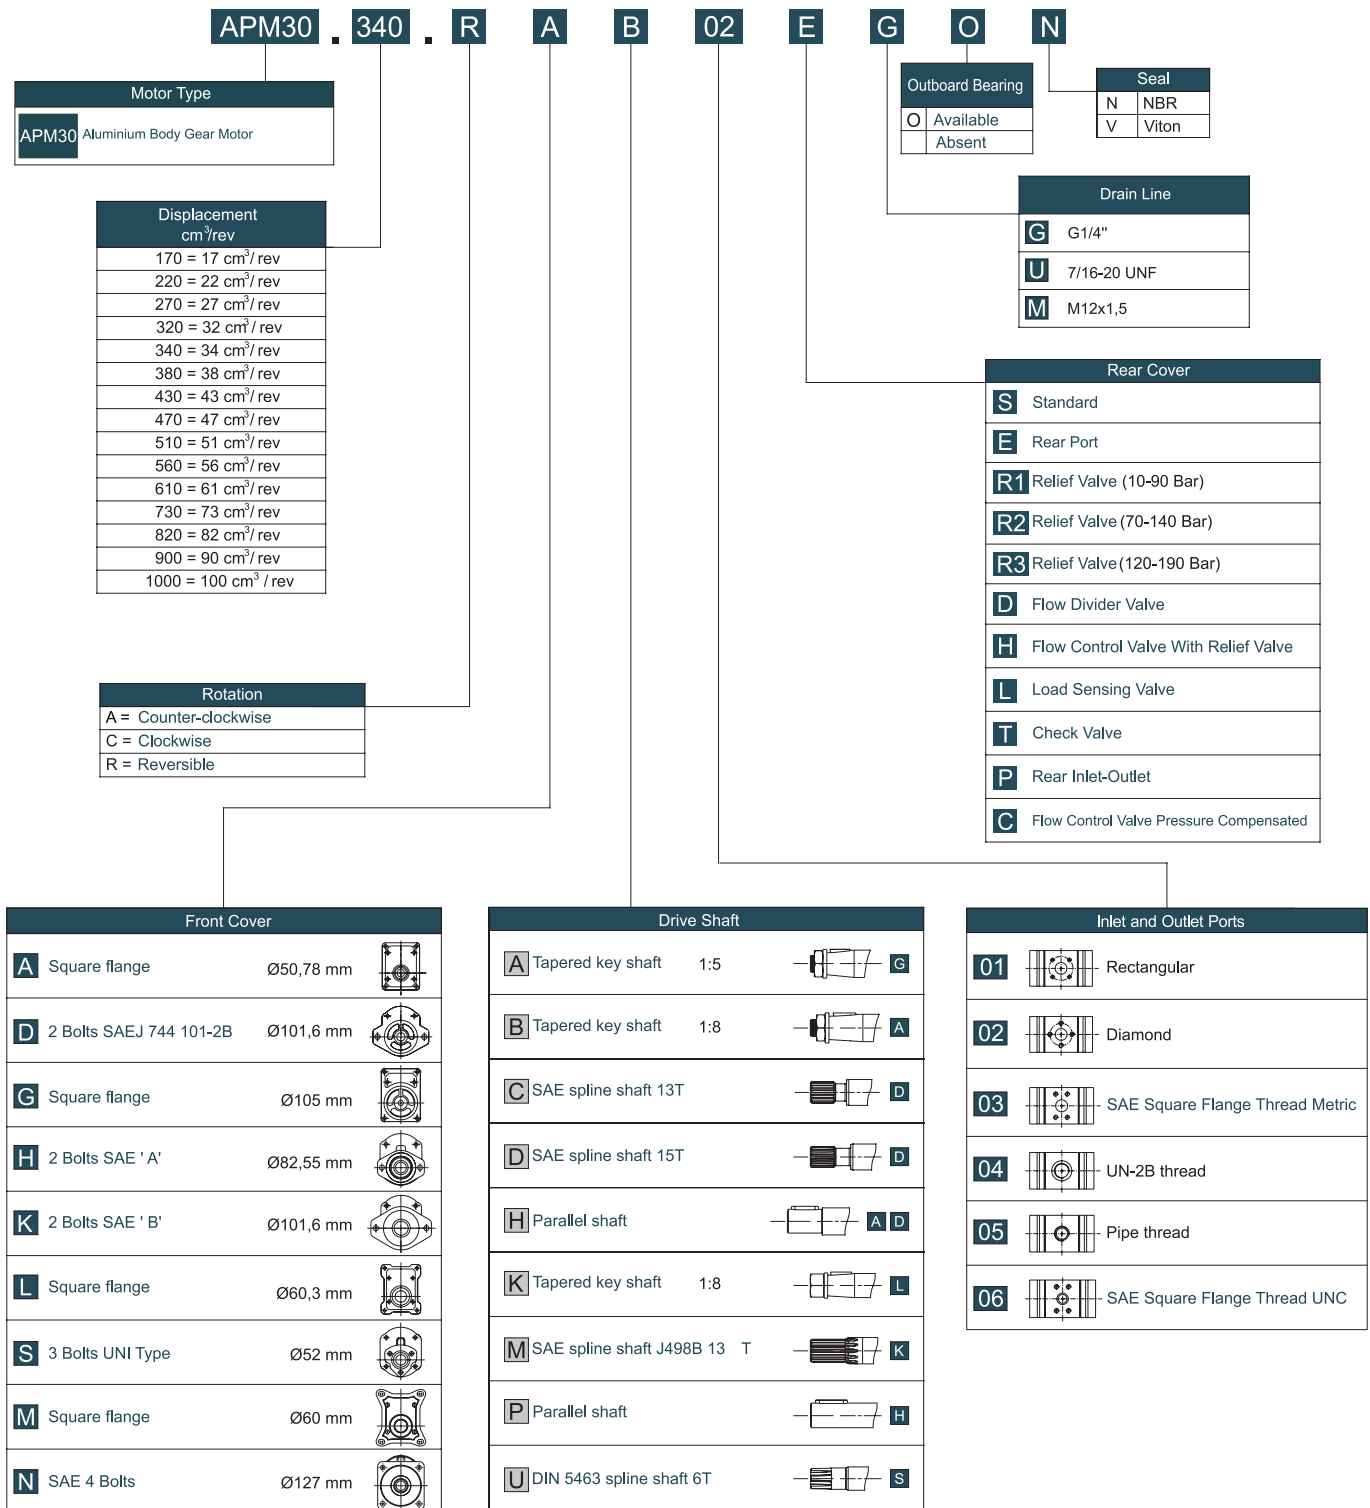 APM30 . 340 . R A B 02 E G O N
Motor Type
APM30 Aluminium Body Gear Motor
Outboard Bearing
O Available
Absent
Seal
N NBR
V Viton
Displacement
cm³/rev
170 = 17 cm³/ rev
220 = 22 cm³/ rev
270 = 27 cm³/ rev
320 = 32 cm³/ rev
340 = 34 cm³/ rev
380 = 38 cm³/ rev
430 = 43 cm³/ rev
470 = 47 cm³/ rev
510 = 51 cm³/ rev
560 = 56 cm³/ rev
610 = 61 cm³/ rev
730 = 73 cm³/ rev
820 = 82 cm³/ rev
900 = 90 cm³/ rev
1000 = 100 cm³ / rev
Drain Line
G G1/4"
U 7/16-20 UNF
M M12x1,5
Rear Cover
S Standard
E Rear Port
R1 Relief Valve (10-90 Bar)
R2 Relief Valve (70-140 Bar)
R3 Relief Valve (120-190 Bar)
D Flow Divider Valve
H Flow Control Valve With Relief Valve
L Load Sensing Valve
T Check Valve
P Rear Inlet-Outlet
C Flow Control Valve Pressure Compensated
Rotation
A = Counter-clockwise
C = Clockwise
R = Reversible
Front Cover
A Square flange Ø50,78 mm
D 2 Bolts SAEJ 744 101-2B Ø101,6 mm
G Square flange Ø105 mm
H 2 Bolts SAE ' A' Ø82,55 mm
K 2 Bolts SAE ' B' Ø101,6 mm
L Square flange Ø60,3 mm
S 3 Bolts UNI Type Ø52 mm
M Square flange Ø60 mm
N SAE 4 Bolts Ø127 mm
Drive Shaft
A Tapered key shaft 1:5 G
B Tapered key shaft 1:8 A
C SAE spline shaft 13T D
D SAE spline shaft 15T D
H Parallel shaft A D
K Tapered key shaft 1:8 L
M SAE spline shaft J498B 13 T K
P Parallel shaft H
U DIN 5463 spline shaft 6T S
Inlet and Outlet Ports
01 Rectangular
02 Diamond
03 SAE Square Flange Thread Metric
04 UN-2B thread
05 Pipe thread
06 SAE Square Flange Thread UNC